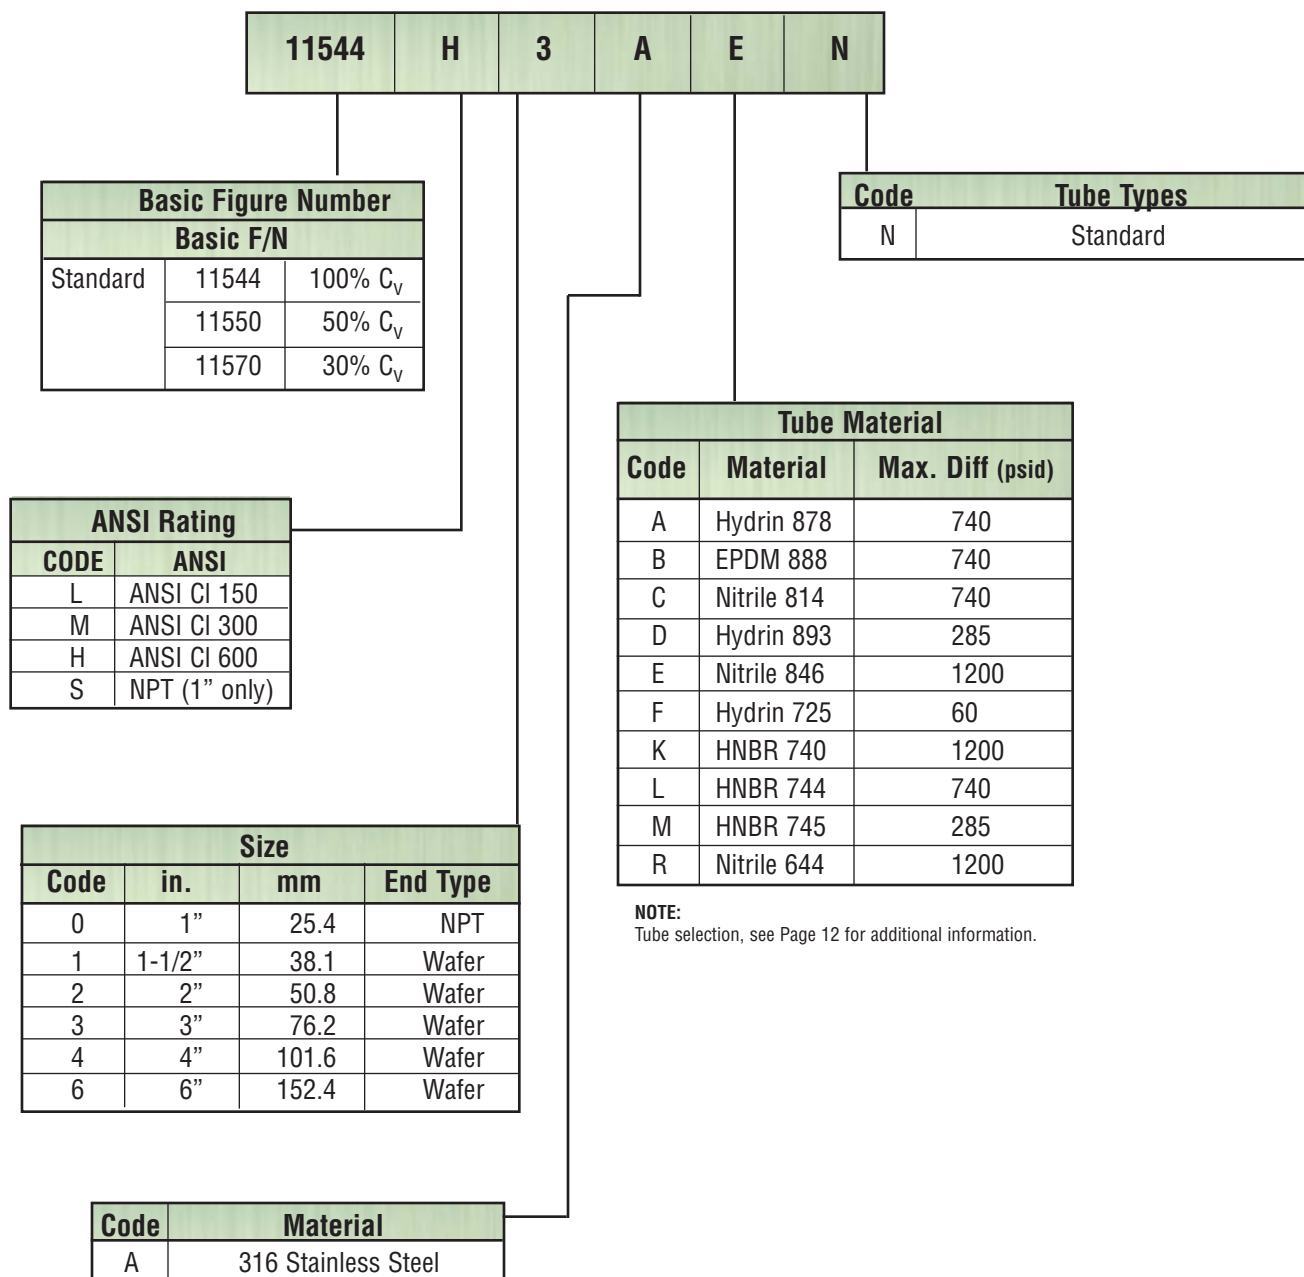 11544 H 3 A E N
Basic Figure Number
Basic F/N
Standard 11544 100% Cv
11550 50% Cv
11570 30% Cv
Code Tube Types
N Standard
ANSI Rating
CODE ANSI
L ANSI Cl 150
M ANSI Cl 300
H ANSI Cl 600
S NPT (1” only)
Tube Material
Code Material Max. Diff (psid)
A Hydrin 878 740
B EPDM 888 740
C Nitrile 814 740
D Hydrin 893 285
E Nitrile 846 1200
F Hydrin 725 60
K HNBR 740 1200
L HNBR 744 740
M HNBR 745 285
R Nitrile 644 1200
NOTE:
Tube selection, see Page 12 for additional information.
Size
Code in. mm End Type
0 1” 25.4 NPT
1 1-1/2” 38.1 Wafer
2 2” 50.8 Wafer
3 3” 76.2 Wafer
4 4” 101.6 Wafer
6 6” 152.4 Wafer
Code Material
A 316 Stainless Steel